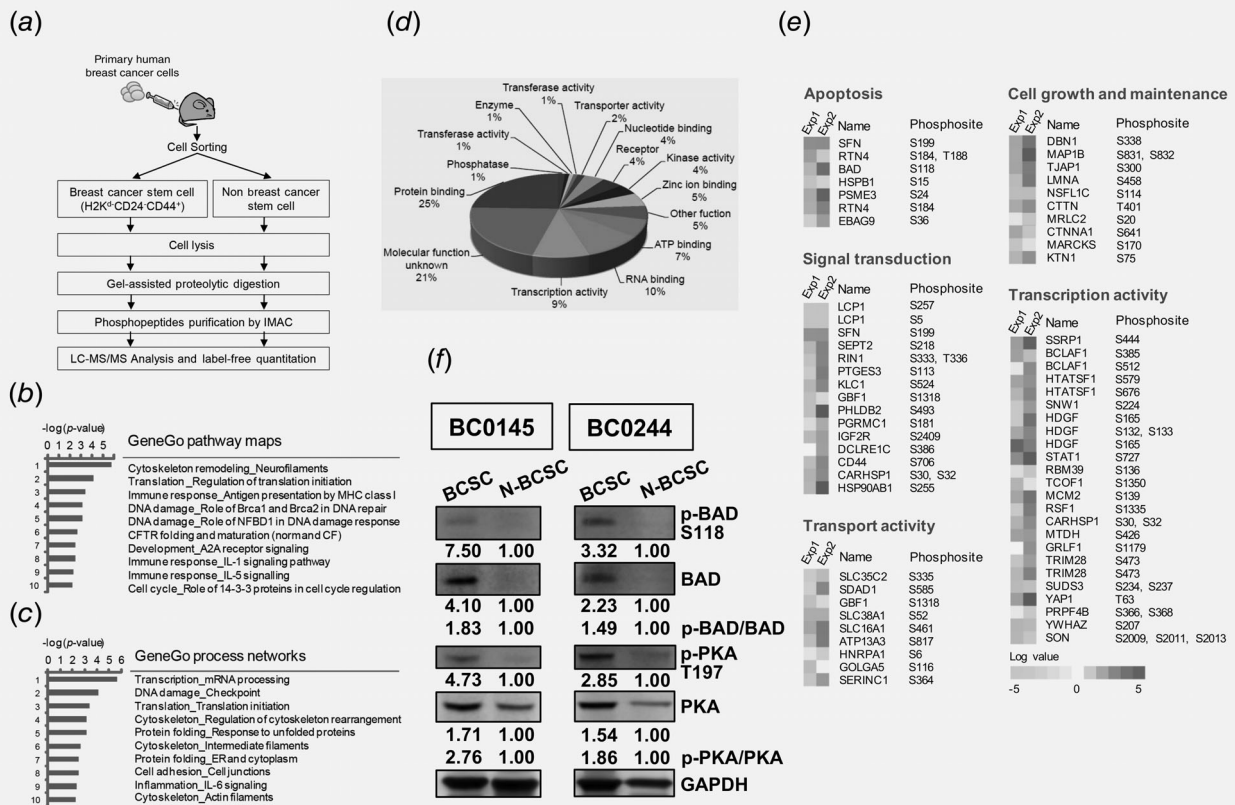 (a)
Primary human
breast cancer cells
Cell Sorting
Breast cancer stem cell
(H2Kd-CD24-CD44+)
Non breast cancer
stem cell
Cell lysis
Gel-assisted proteolytic digestion
Phosphopeptides purification by IMAC
LC-MS/MS Analysis and label-free quantitation
(b)
-log(p-value)
0 1 2 3 4 5
GeneGo pathway maps
1 Cytoskeleton remodeling_Neurofilaments
2 Translation_Regulation of translation initiation
3 Immune response_Antigen presentation by MHC class I
4 DNA damage_Role of Brca1 and Brca2 in DNA repair
5 DNA damage_Role of NFBD1 in DNA damage response
6 CFTR folding and maturation (norm and CF)
7 Development_A2A receptor signaling
8 Immune response_IL-1 signaling pathway
9 Immune response_IL-5 signalling
10 Cell cycle_Role of 14-3-3 proteins in cell cycle regulation
(c)
-log(p-value)
0 1 2 3 4 5 6
GeneGo process networks
1 Transcription_mRNA processing
2 DNA damage_Checkpoint
3 Translation_Translation initiation
4 Cytoskeleton_Regulation of cytoskeleton rearrangement
5 Protein folding_Response to unfolded proteins
6 Cytoskeleton_Intermediate filaments
7 Protein folding_ER and cytoplasm
8 Cell adhesion_Cell junctions
9 Inflammation_IL-6 signaling
10 Cytoskeleton_Actin filaments
(d)
Transferase activity
1%
Enzyme
1%
Transporter activity
2%
Transferase activity
1%
Nucleotide binding
4%
Receptor
4%
Phosphatase
1%
Kinase activity
4%
Protein binding
25%
Zinc ion binding
5%
Other fuction
5%
Molecular function
unknown
21%
ATP binding
7%
RNA binding
10%
Transcription activity
9%
(e)
Apoptosis
Exp1 Exp2 Name Phosphosite
SFN S199
RTN4 S184, T188
BAD S118
HSPB1 S15
PSME3 S24
RTN4 S184
EBAG9 S36
Signal transduction
Exp1 Exp2 Name Phosphosite
LCP1 S257
LCP1 S5
SFN S199
SEPT2 S218
RIN1 S333, T336
PTGES3 S113
KLC1 S524
GBF1 S1318
PHLDB2 S493
PGRMC1 S181
IGF2R S2409
DCLRE1C S386
CD44 S706
CARHSP1 S30, S32
HSP90AB1 S255
Transport activity
Exp1 Exp2 Name Phosphosite
SLC35C2 S335
SDAD1 S585
GBF1 S1318
SLC38A1 S52
SLC16A1 S461
ATP13A3 S817
HNRPA1 S6
GOLGA5 S116
SERINC1 S364
Cell growth and maintenance
Exp1 Exp2 Name Phosphosite
DBN1 S338
MAP1B S831, S832
TJAP1 S300
LMNA S458
NSFL1C S114
CTTN T401
MRLC2 S20
CTNNA1 S641
MARCKS S170
KTN1 S75
Transcription activity
Exp1 Exp2 Name Phosphosite
SSRP1 S444
BCLAF1 S385
BCLAF1 S512
HTATSF1 S579
HTATSF1 S676
SNW1 S224
HDGF S165
HDGF S132, S133
HDGF S165
STAT1 S727
RBM39 S136
TCOF1 S1350
MCM2 S139
RSF1 S1335
CARHSP1 S30, S32
MTDH S426
GRLF1 S1179
TRIM28 S473
TRIM28 S473
SUDS3 S234, S237
YAP1 T63
PRPF4B S366, S368
YWHAZ S207
SON S2009, S2011, S2013
Log value
-5 0 5
(f)
BC0145 BC0244
BCSC N-BCSC BCSC N-BCSC
p-BAD
S118
7.50 1.00 3.32 1.00
BAD
4.10 1.00 2.23 1.00
1.83 1.00 1.49 1.00 p-BAD/BAD
p-PKA
T197
4.73 1.00 2.85 1.00
PKA
1.71 1.00 1.54 1.00
2.76 1.00 1.86 1.00 p-PKA/PKA
GAPDH